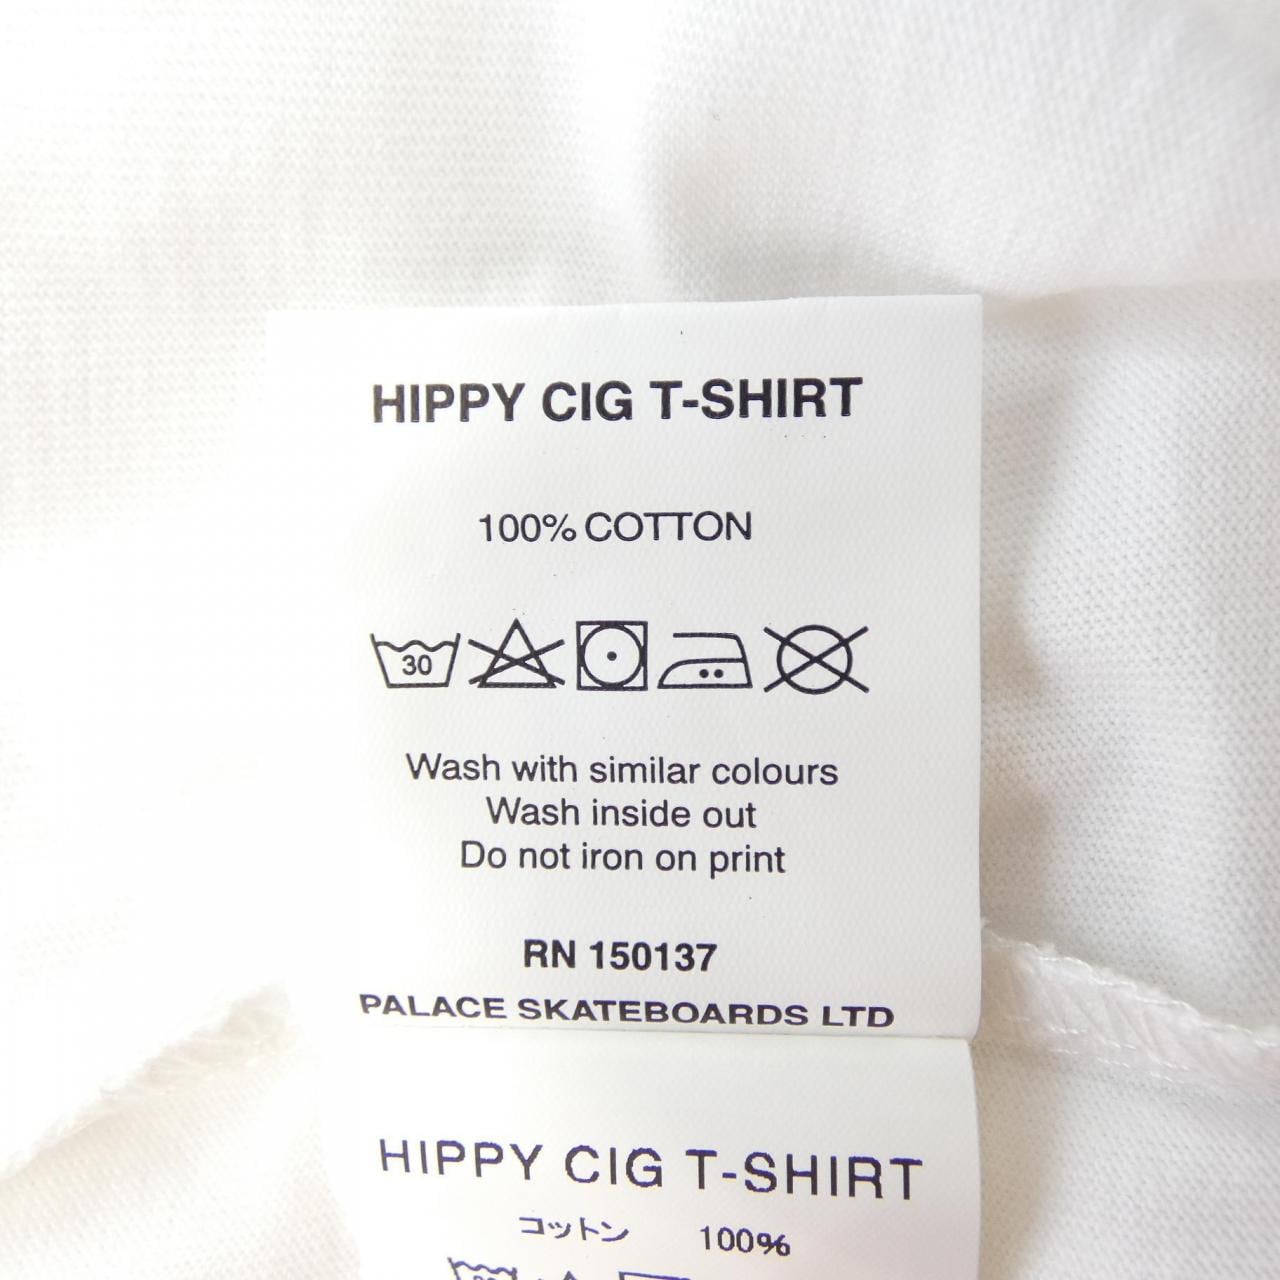 HIPPY CIG T-SHIRT
100% COTTON
30
Wash with similar colours
Wash inside out
Do not iron on print
RN 150137
PALACE SKATEBOARDS LTD
HIPPY CIG T-SHIRT
コットン 100%